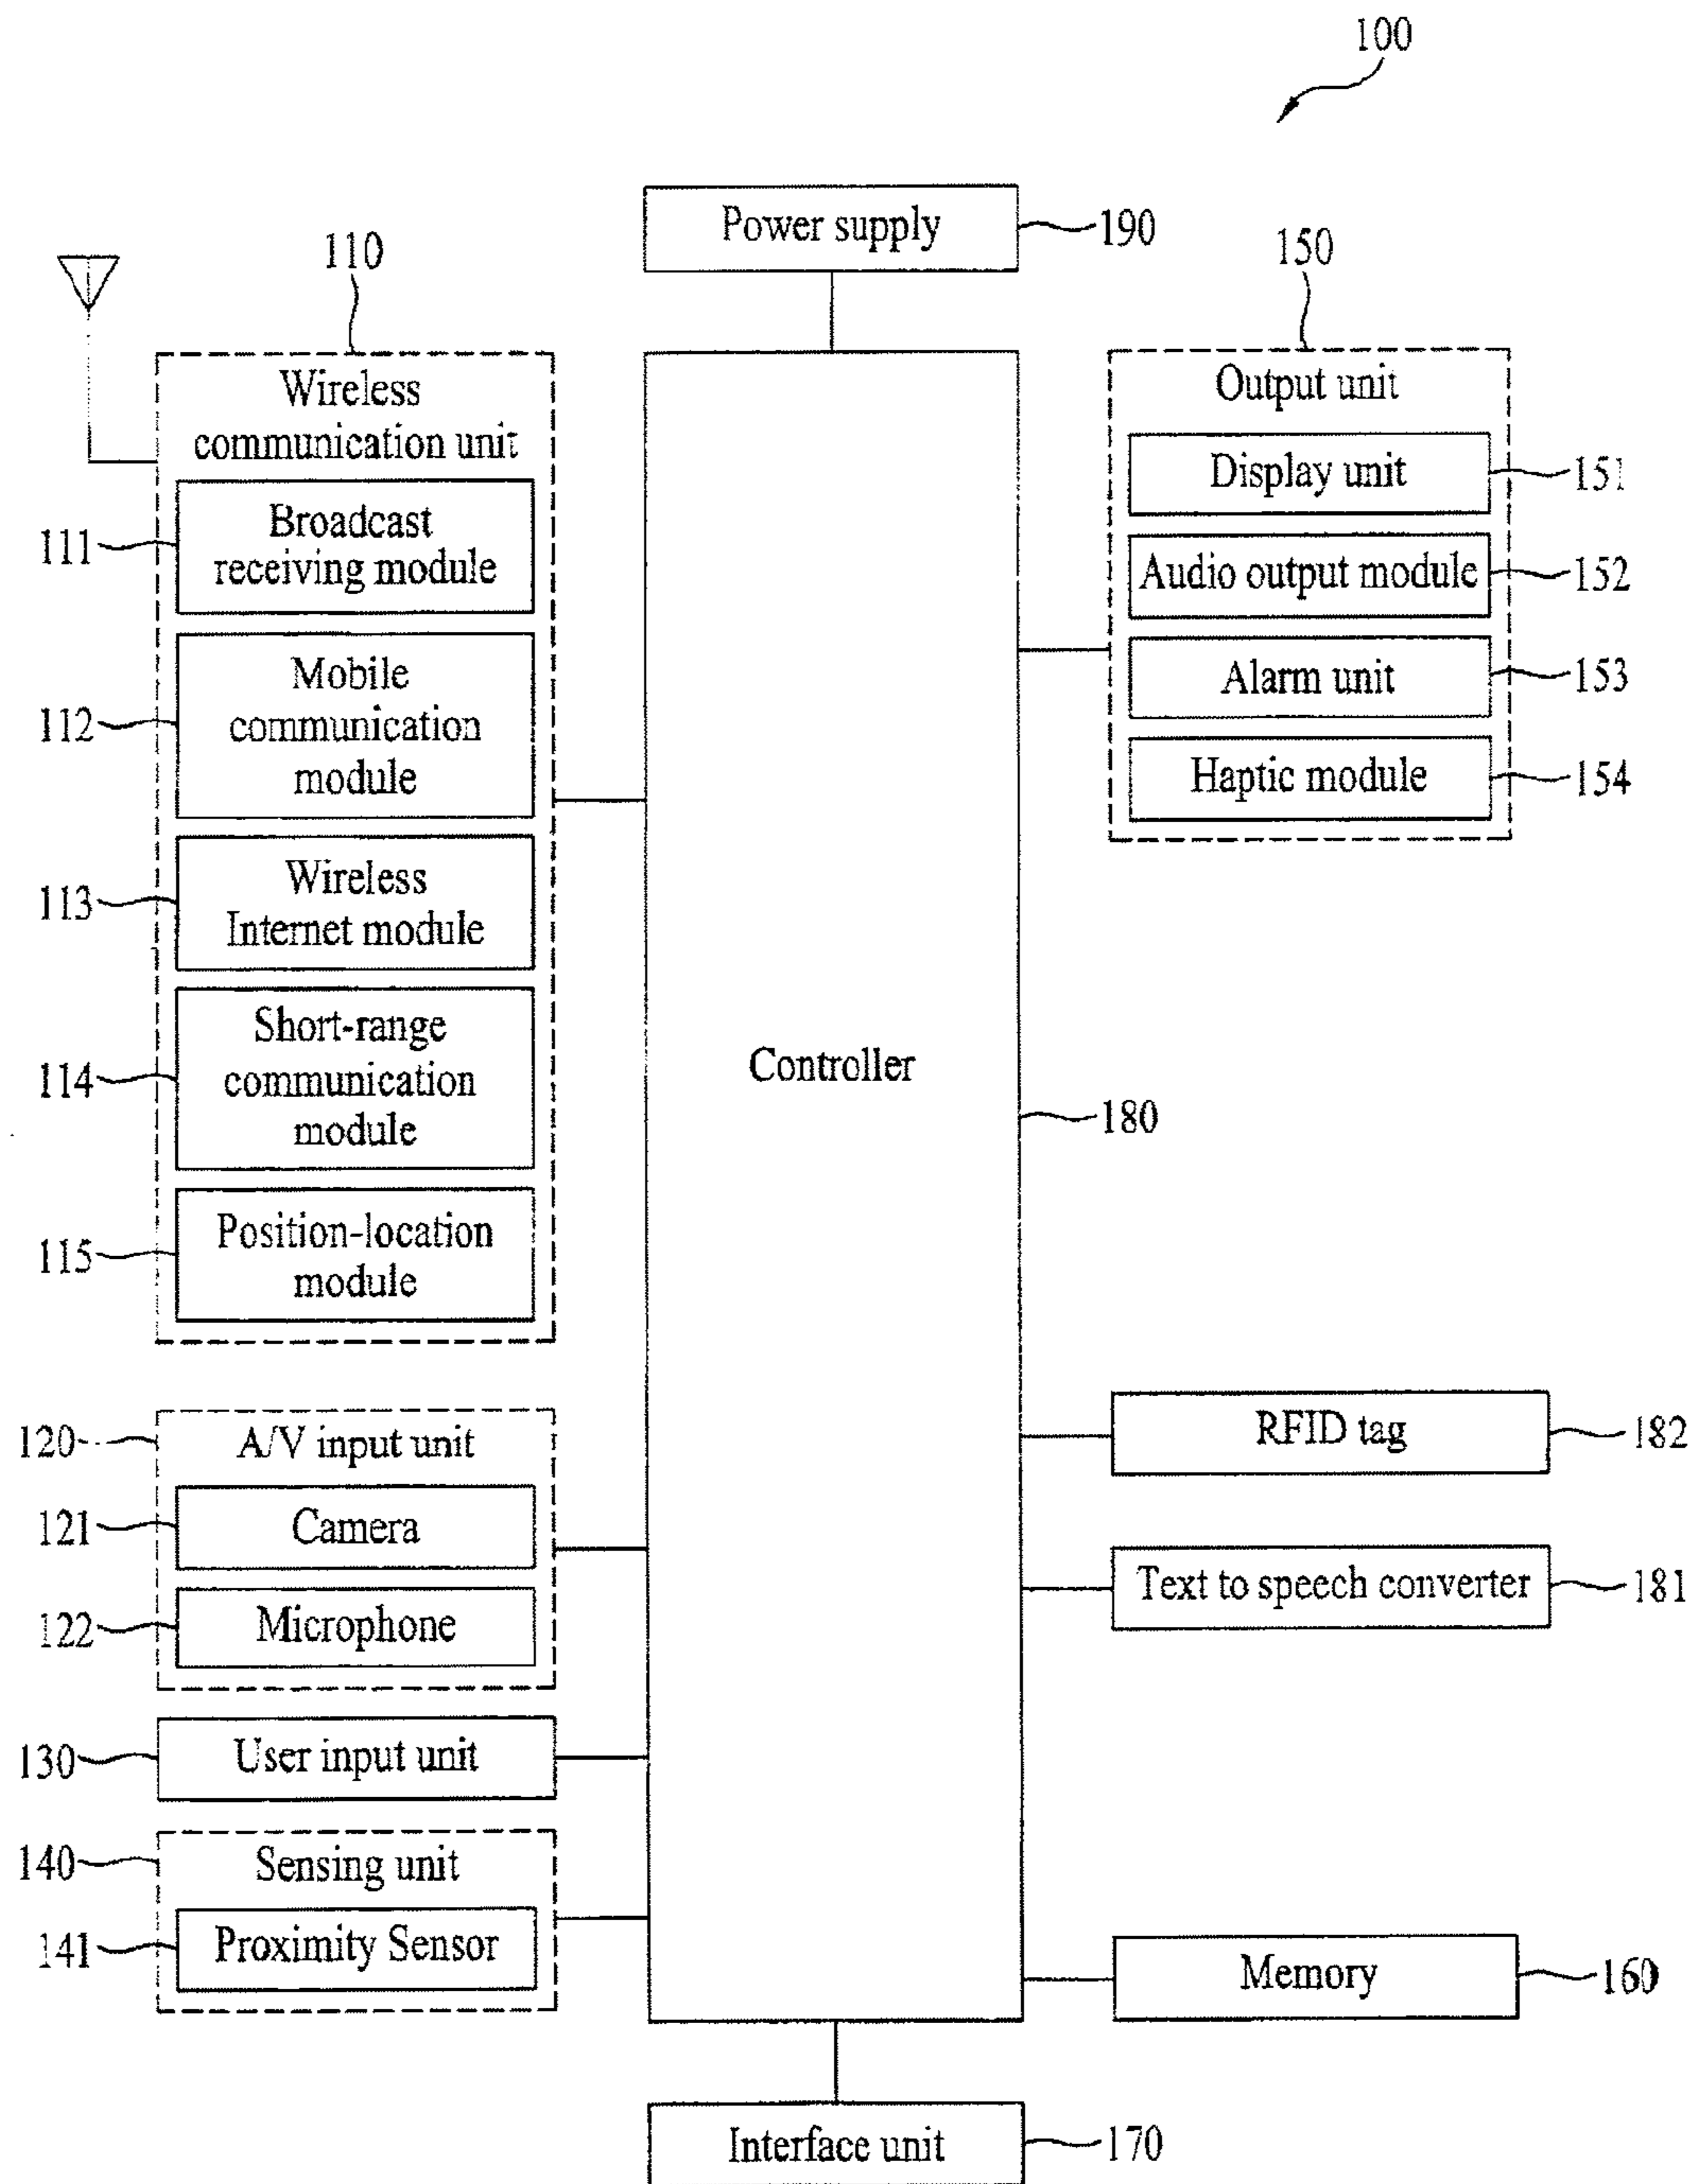 100
Power supply
190
110
Wireless
communication unit
111
Broadcast
receiving module
112
Mobile
communication
module
113
Wireless
Internet module
114
Short-range
communication
module
115
Position-location
module
120
A/V input unit
121
Camera
122
Microphone
130
User input unit
140
Sensing unit
141
Proximity Sensor
Controller
180
150
Output unit
Display unit
151
Audio output module
152
Alarm unit
153
Haptic module
154
RFID tag
182
Text to speech converter
181
Memory
160
Interface unit
170